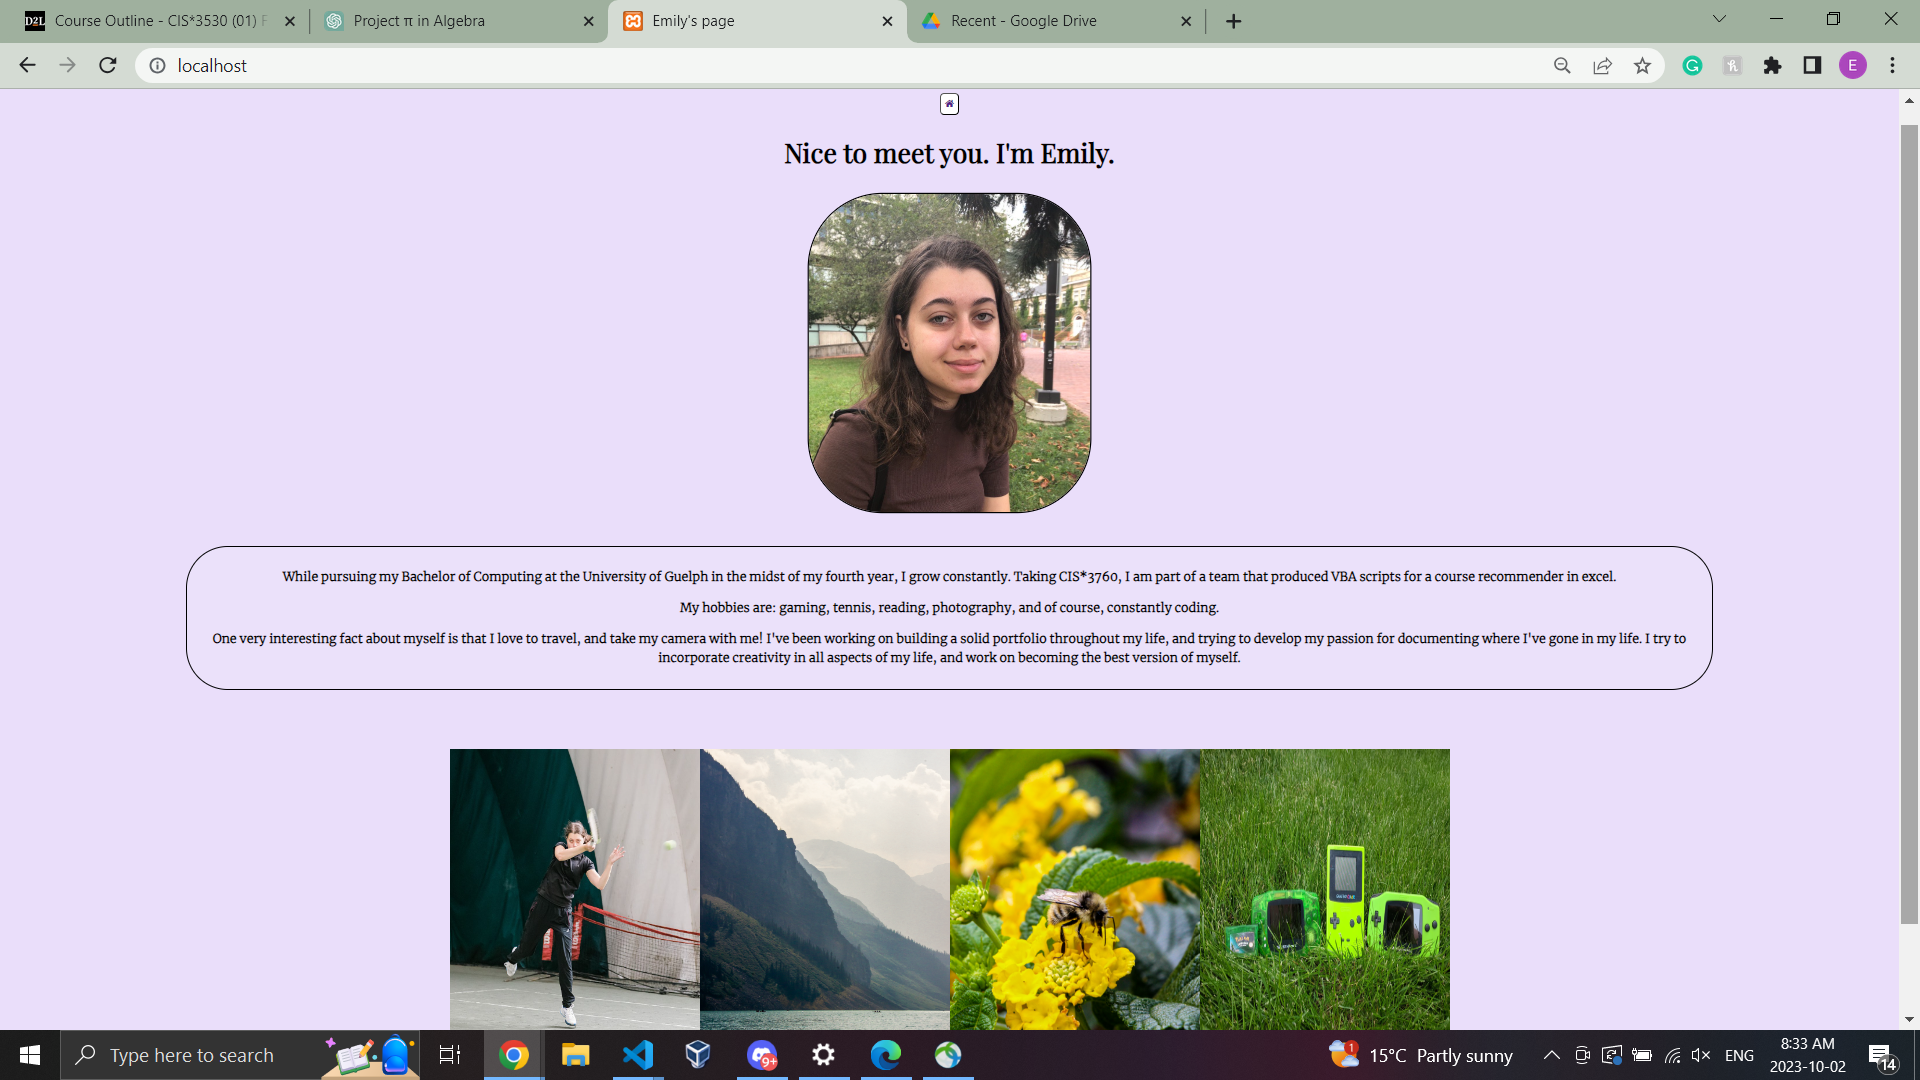 Course Outline - CIS*3530 (01) F
Project π in Algebra
Emily's page
Recent - Google Drive
localhost
E
Nice to meet you. I'm Emily.
While pursuing my Bachelor of Computing at the University of Guelph in the midst of my fourth year, I grow constantly. Taking CIS*3760, I am part of a team that produced VBA scripts for a course recommender in excel.
My hobbies are: gaming, tennis, reading, photography, and of course, constantly coding.
One very interesting fact about myself is that I love to travel, and take my camera with me! I've been working on building a solid portfolio throughout my life, and trying to develop my passion for documenting where I've gone in my life. I try to
incorporate creativity in all aspects of my life, and work on becoming the best version of myself.
Type here to search
9+
1
15°C Partly sunny
ENG
8:33 AM
2023-10-02
14